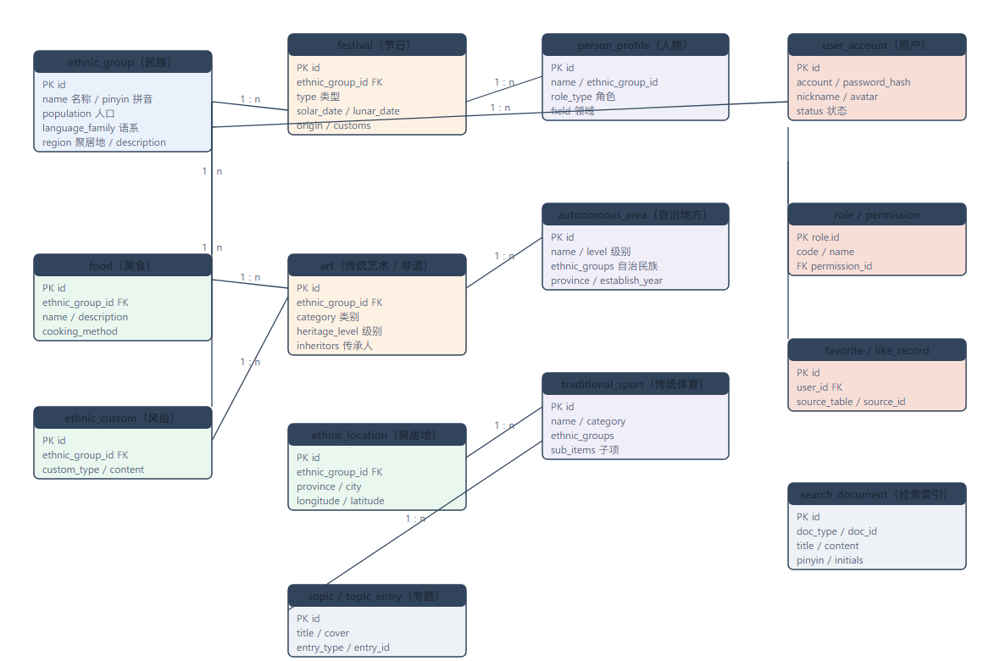 ethnic_group（民族）
PK id
name 名称 / pinyin 拼音
population 人口
language_family 语系
region 聚居地 / description
festival（节日）
PK id
ethnic_group_id FK
type 类型
solar_date / lunar_date
origin / customs
person_profile（人物）
PK id
name / ethnic_group_id
role_type 角色
field 领域
user_account（用户）
PK id
account / password_hash
nickname / avatar
status 状态
1 : n
1 : n
1 : n
1 n
1 n
food（美食）
PK id
ethnic_group_id FK
name / description
cooking_method
1 : n
art（传统艺术 / 非遗）
PK id
ethnic_group_id FK
category 类别
heritage_level 级别
inheritors 传承人
1 : n
autonomous_area（自治地方）
PK id
name / level 级别
ethnic_groups 自治民族
province / establish_year
role / permission
PK role.id
code / name
FK permission_id
1 : n
ethnic_custom（风俗）
PK id
ethnic_group_id FK
custom_type / content
ethnic_location（聚居地）
PK id
ethnic_group_id FK
province / city
longitude / latitude
1 : n
traditional_sport（传统体育）
PK id
name / category
ethnic_groups
sub_items 子项
favorite / like_record
PK id
user_id FK
source_table / source_id
1 : n
search_document（检索索引）
PK id
doc_type / doc_id
title / content
pinyin / initials
topic / topic_entry（专题）
PK id
title / cover
entry_type / entry_id